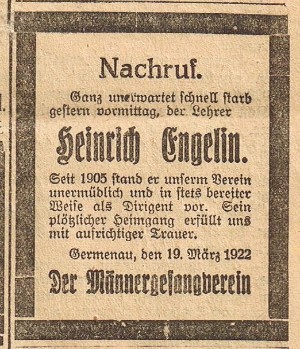 Nachruf.
Ganz unerwartet schnell starb
gestern vormittag, der Lehrer
Heinrich Engelin.
Seit 1905 stand er unserm Verein
unermüdlich und in stets bereiter
Weise als Dirigent vor. Sein
plötzlicher Heimgang erfüllt uns
mit aufrichtiger Trauer.
Germenau, den 19. März 1922
Der Männergesangverein